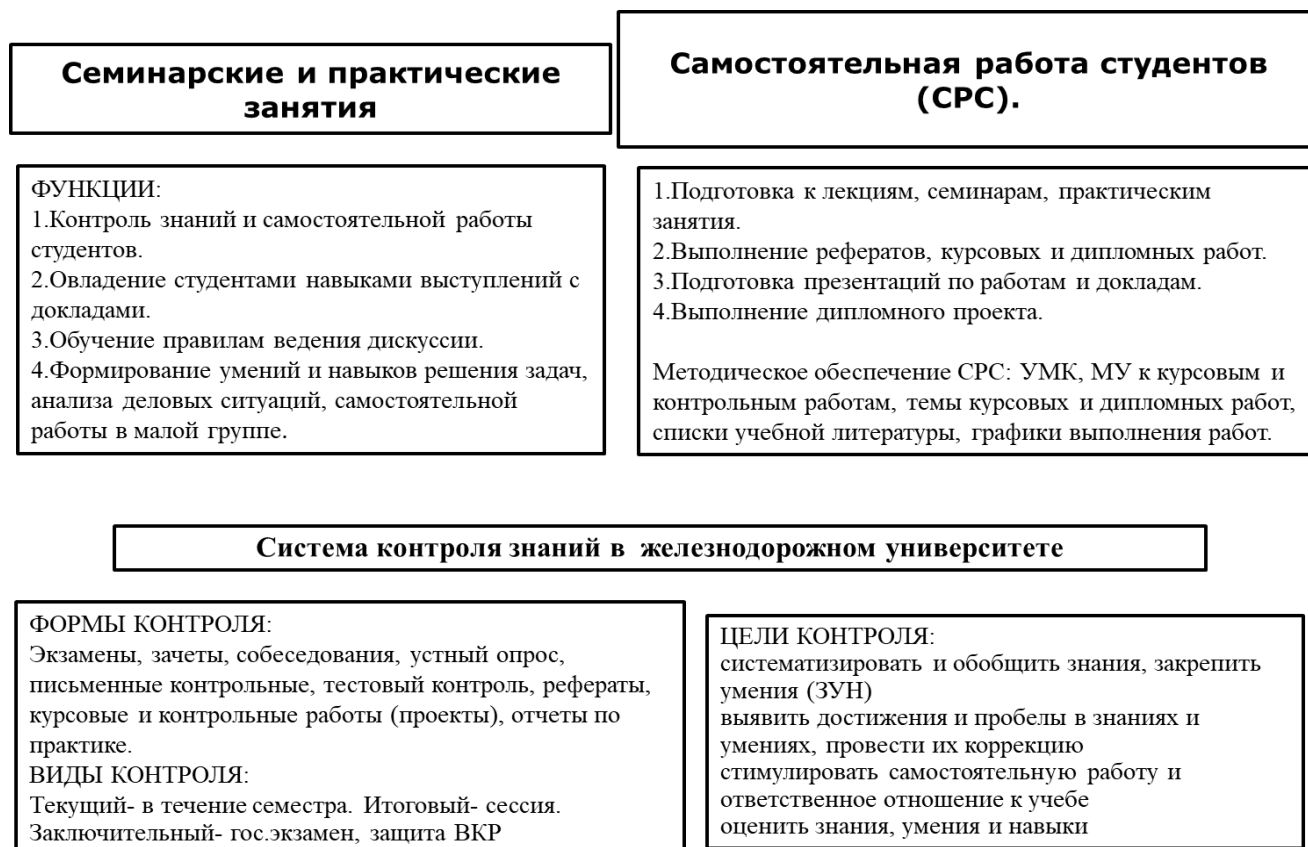 Семинарские и практические
занятия
Самостоятельная работа студентов
(СРС).
ФУНКЦИИ:
1.Контроль знаний и самостоятельной работы
студентов.
2.Овладение студентами навыками выступлений с
докладами.
3.Обучение правилам ведения дискуссии.
4.Формирование умений и навыков решения задач,
анализа деловых ситуаций, самостоятельной
работы в малой группе.
1.Подготовка к лекциям, семинарам, практическим
занятия.
2.Выполнение рефератов, курсовых и дипломных работ.
3.Подготовка презентаций по работам и докладам.
4.Выполнение дипломного проекта.
Методическое обеспечение СРС: УМК, МУ к курсовым и
контрольным работам, темы курсовых и дипломных работ,
списки учебной литературы, графики выполнения работ.
Система контроля знаний в железнодорожном университете
ФОРМЫ КОНТРОЛЯ:
Экзамены, зачеты, собеседования, устный опрос,
письменные контрольные, тестовый контроль, рефераты,
курсовые и контрольные работы (проекты), отчеты по
практике.
ВИДЫ КОНТРОЛЯ:
Текущий- в течение семестра. Итоговый- сессия.
Заключительный- гос.экзамен, защита ВКР
ЦЕЛИ КОНТРОЛЯ:
систематизировать и обобщить знания, закрепить
умения (ЗУН)
выявить достижения и пробелы в знаниях и
умениях, провести их коррекцию
стимулировать самостоятельную работу и
ответственное отношение к учебе
оценить знания, умения и навыки